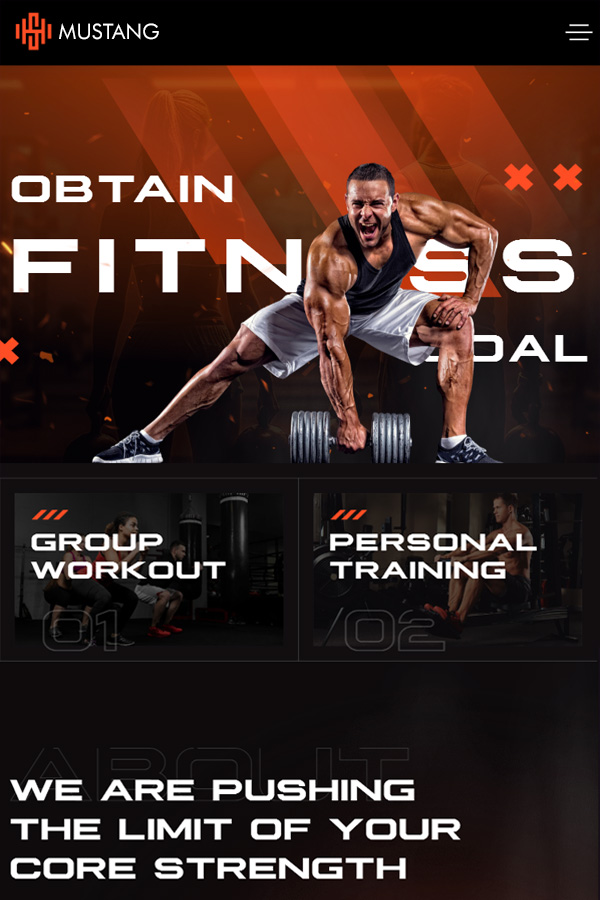 MUSTANG
OBTAIN
FITN SS
OAL
GROUP
WORKOUT
01
PERSONAL
TRAINING
/02
ABOUT
WE ARE PUSHING
THE LIMIT OF YOUR
CORE STRENGTH